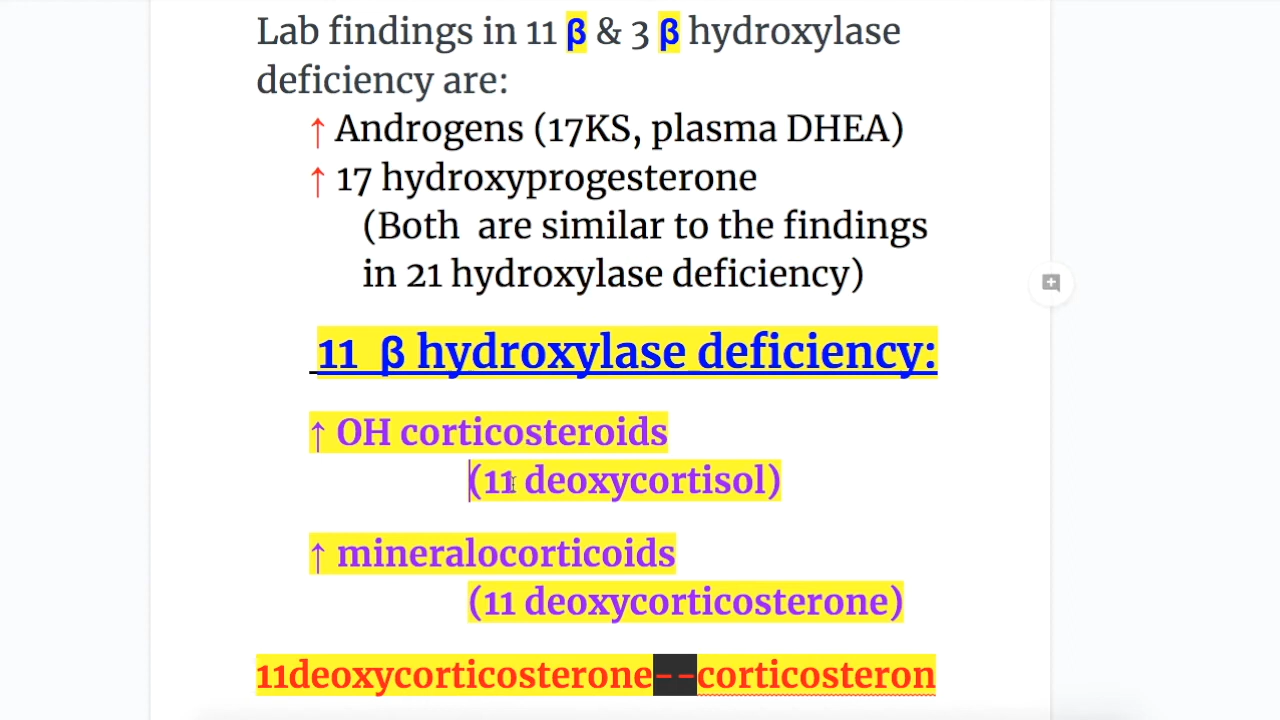 Lab findings in 11 β & 3 β hydroxylase
deficiency are:
↑ Androgens (17KS, plasma DHEA)
↑ 17 hydroxyprogesterone
(Both are similar to the findings
in 21 hydroxylase deficiency)
11 β hydroxylase deficiency:
↑ OH corticosteroids
(11 deoxycortisol)
↑ mineralocorticoids
(11 deoxycorticosterone)
11deoxycorticosterone--corticosteron